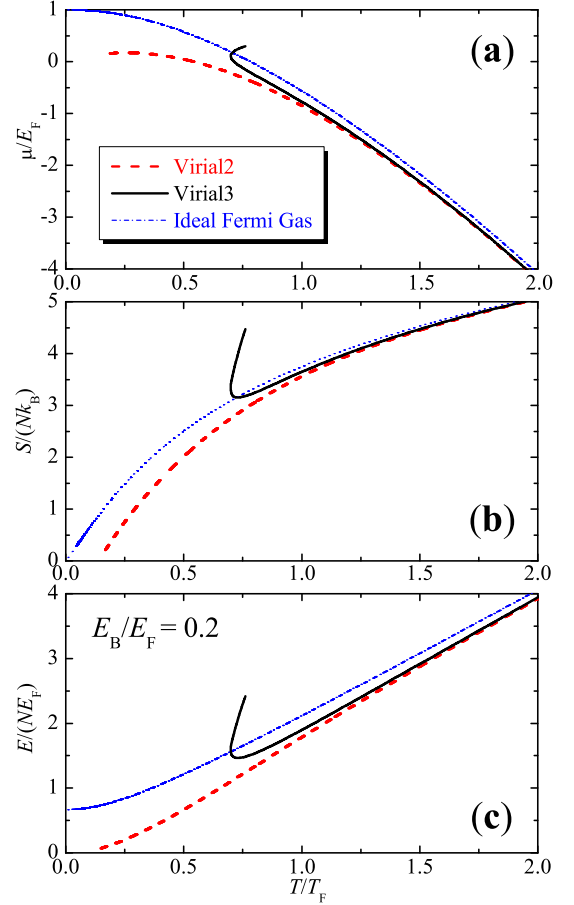 1
0
-1
-2
-3
-4
μ/E_F
(a)
Virial2
Virial3
Ideal Fermi Gas
0.0 0.5 1.0 1.5 2.0
5
4
3
2
1
0
S/(Nk_B)
(b)
0.0 0.5 1.0 1.5 2.0
4
3
2
1
0
E/(NE_F)
E_B/E_F = 0.2
(c)
0.0 0.5 1.0 1.5 2.0
T/T_F